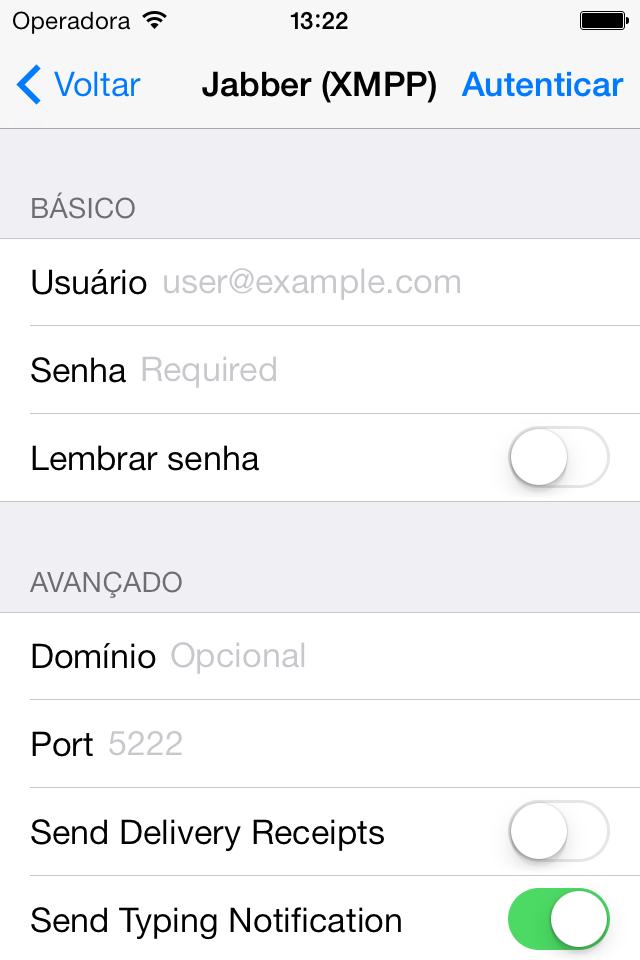 Operadora 13:22
Voltar Jabber (XMPP) Autenticar
BÁSICO
Usuário user@example.com
Senha Required
Lembrar senha
AVANÇADO
Domínio Opcional
Port 5222
Send Delivery Receipts
Send Typing Notification